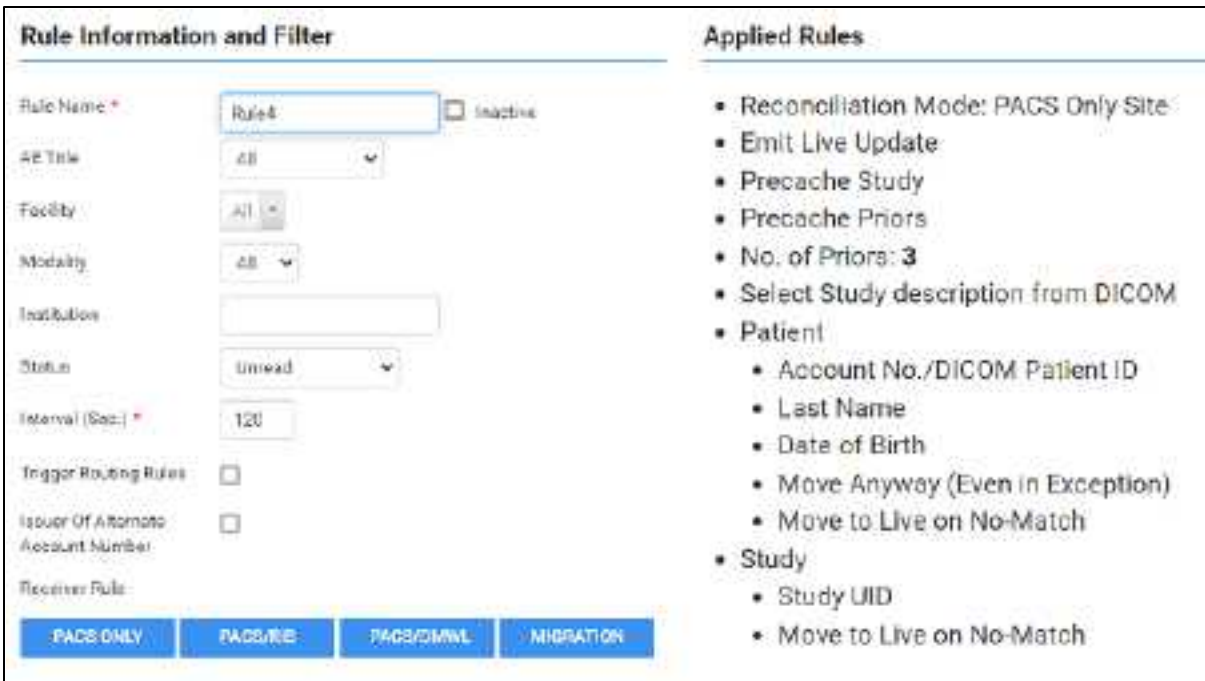 Rule Information and Filter
Rule Name *
Rule4
Inactive
AE Title
All
Facility
All
Modality
All
Institution
Status
Unread
Interval (Sec.) *
120
Trigger Routing Rules
Issuer Of Alternate
Account Number
Receiver Rule
PACS ONLY
PACS/RIS
PACS/DMWL
MIGRATION
Applied Rules
• Reconciliation Mode: PACS Only Site
• Emit Live Update
• Precache Study
• Precache Priors
• No. of Priors: 3
• Select Study description from DICOM
• Patient
• Account No./DICOM Patient ID
• Last Name
• Date of Birth
• Move Anyway (Even in Exception)
• Move to Live on No-Match
• Study
• Study UID
• Move to Live on No-Match